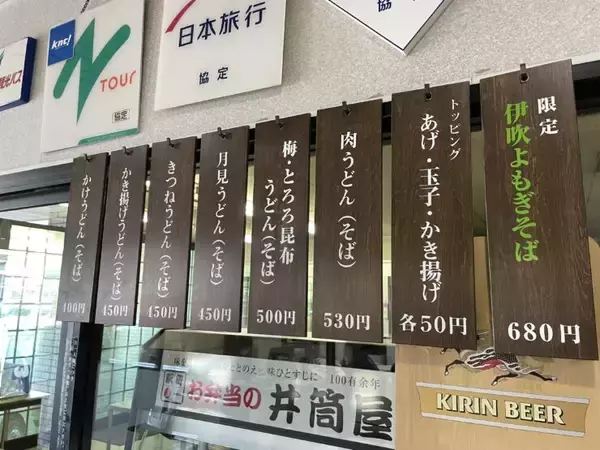 knt!
TOUR
協定
日本旅行
協定
限定
伊吹よもぎそば
680円
トッピング
あげ・玉子・かき揚げ
各50円
肉うどん(そば)
530円
梅・とろろ昆布
うどん(そば)
500円
月見うどん(そば)
450円
きつねうどん(そば)
450円
かき揚げうどん(そば)
450円
かけうどん(そば)
400円
100有余年
お弁当の 井筒屋
KIRIN BEER